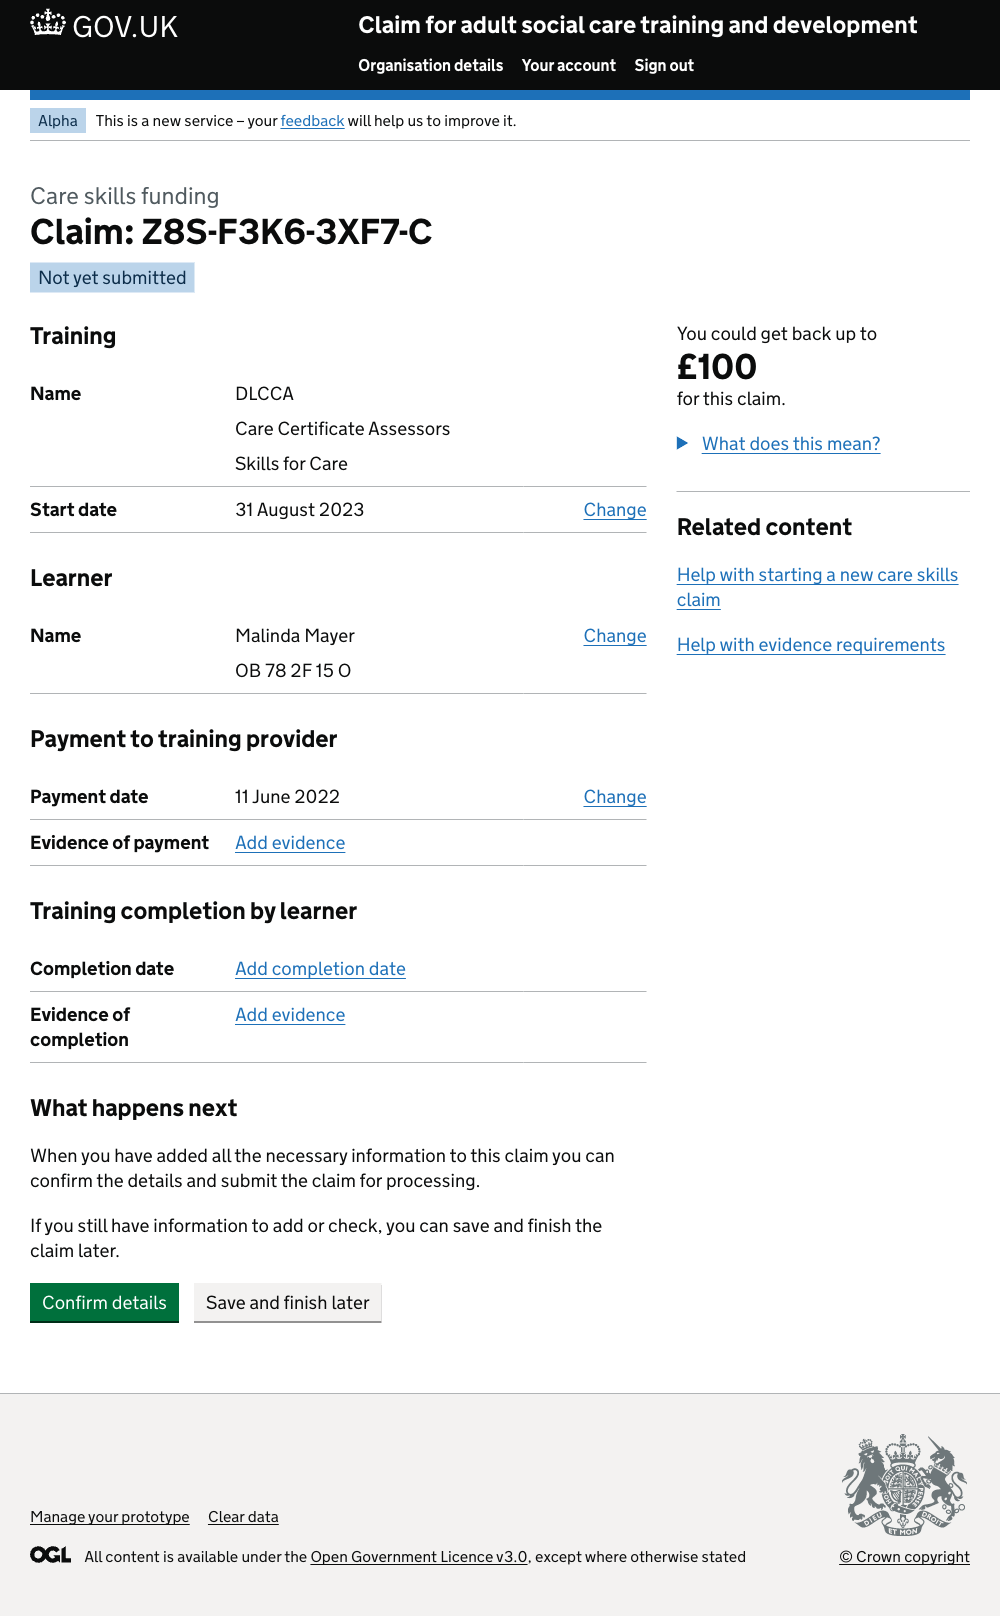 GOV.UK
Claim for adult social care training and development
Organisation details Your account Sign out
Alpha This is a new service – your feedback will help us to improve it.
Care skills funding
Claim: Z8S-F3K6-3XF7-C
Not yet submitted
Training
Name DLCCA
Care Certificate Assessors
Skills for Care
Start date 31 August 2023 Change
Learner
Name Malinda Mayer Change
OB 78 2F 15 O
Payment to training provider
Payment date 11 June 2022 Change
Evidence of payment Add evidence
Training completion by learner
Completion date Add completion date
Evidence of Add evidence
completion
What happens next
When you have added all the necessary information to this claim you can
confirm the details and submit the claim for processing.
If you still have information to add or check, you can save and finish the
claim later.
Confirm details Save and finish later
You could get back up to
£100
for this claim.
What does this mean?
Related content
Help with starting a new care skills
claim
Help with evidence requirements
Manage your prototype Clear data
OGL All content is available under the Open Government Licence v3.0, except where otherwise stated
DIEU ET MON DROIT
© Crown copyright